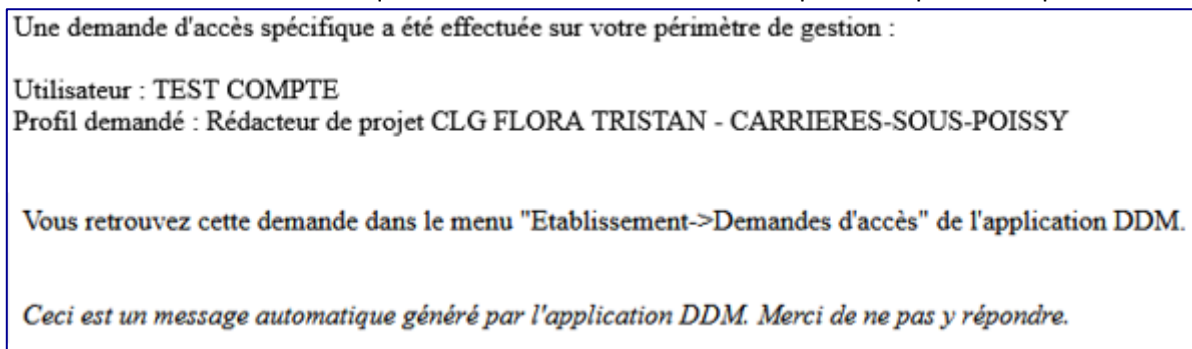 Une demande d'accès spécifique a été effectuée sur votre périmètre de gestion :
Utilisateur : TEST COMPTE
Profil demandé : Rédacteur de projet CLG FLORA TRISTAN - CARRIERES-SOUS-POISSY
Vous retrouvez cette demande dans le menu "Etablissement->Demandes d'accès" de l'application DDM.
Ceci est un message automatique généré par l'application DDM. Merci de ne pas y répondre.